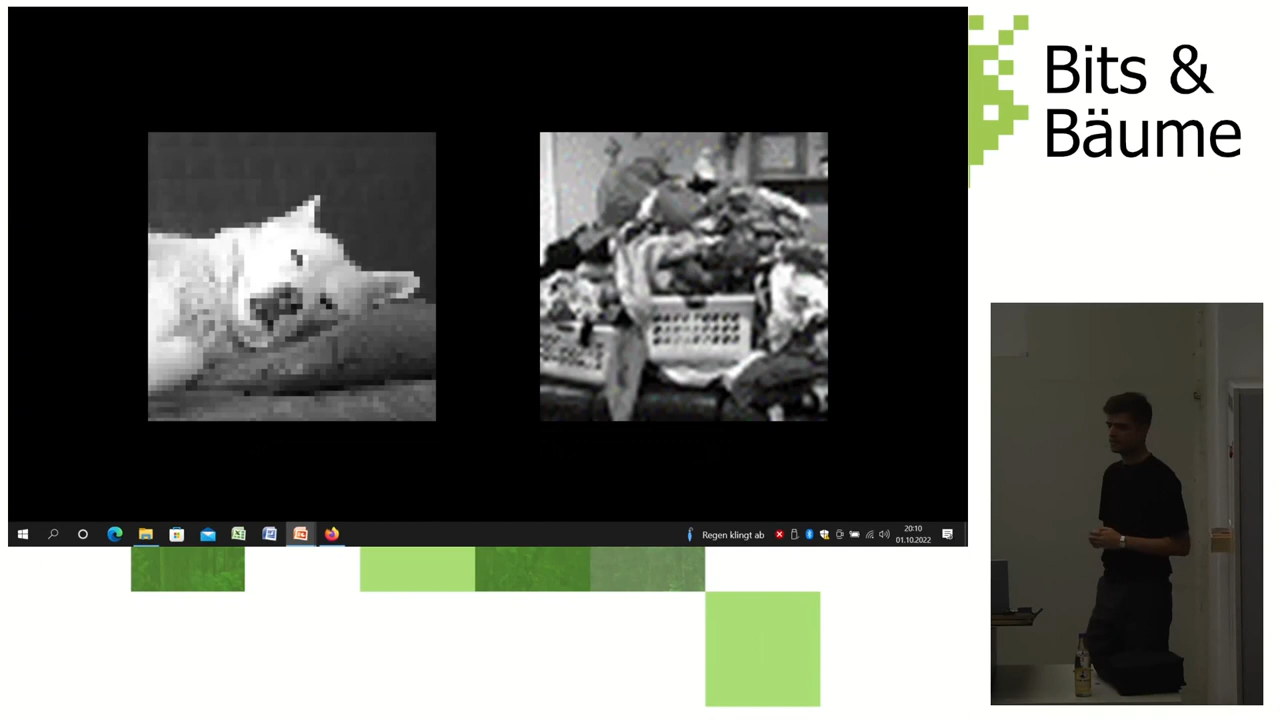 Bits &
Bäume
Regen klingt ab
20:10
01.10.2022